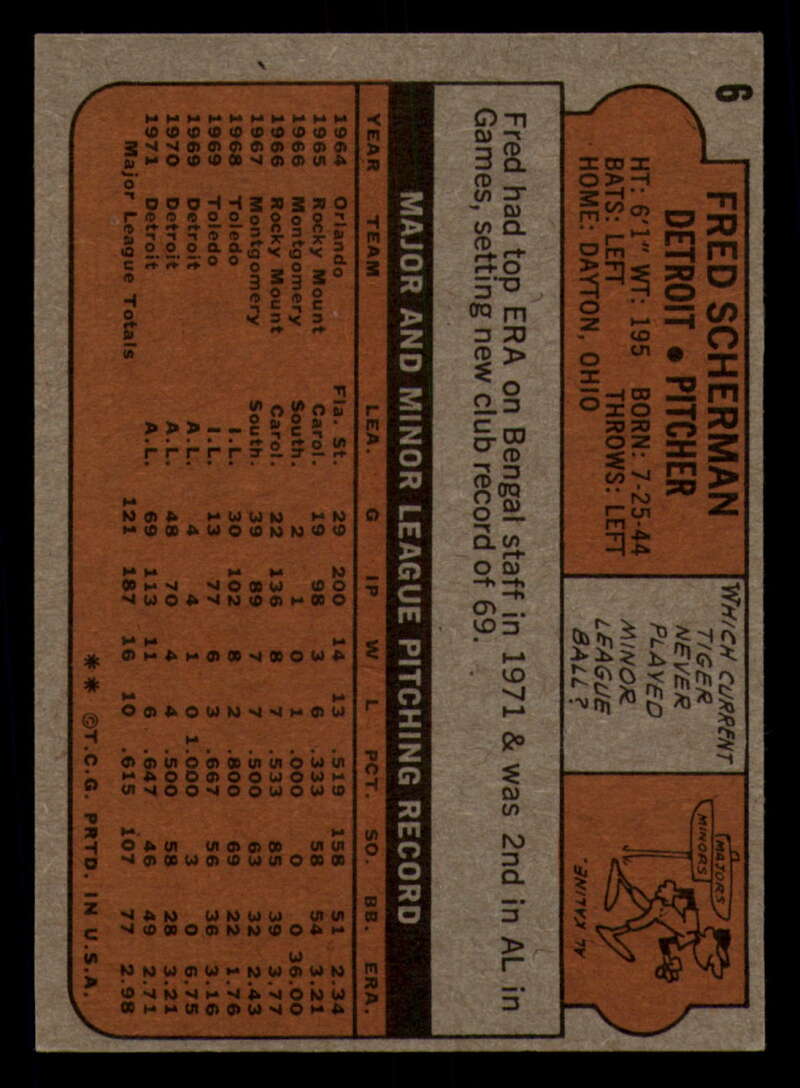 6
FRED SCHERMAN
DETROIT • PITCHER
HT: 6'1" WT: 195 BORN: 7-25-44
BATS: LEFT THROWS: LEFT
HOME: DAYTON, OHIO
WHICH CURRENT
TIGER
NEVER
PLAYED
MINOR
LEAGUE
BALL?
MAJORS
MINORS
AL KALINE.
Fred had top ERA on Bengal staff in 1971 & was 2nd in AL in
Games, setting new club record of 69.
MAJOR AND MINOR LEAGUE PITCHING RECORD
YEAR TEAM LEA. G IP W L PCT. SO. BB. ERA.
1964 Orlando Fla. St. 29 200 14 13 .519 158 51 2.34
1965 Rocky Mount Carol. 19 98 3 6 .333 58 54 3.21
1966 Montgomery South. 2 1 0 1 .000 0 0 36.00
1966 Rocky Mount Carol. 22 136 8 7 .533 85 39 3.77
1967 Montgomery South. 39 89 7 7 .500 63 32 2.43
1968 Toledo I.L. 30 102 8 2 .800 69 22 1.76
1969 Toledo I.L. 13 77 6 3 .667 56 36 3.16
1969 Detroit A.L. 4 4 1 0 1.000 3 0 6.75
1970 Detroit A.L. 48 70 4 4 .500 58 28 3.21
1971 Detroit A.L. 69 113 11 6 .647 46 49 2.71
Major League Totals 121 187 16 10 .615 107 77 2.98
** ©T.C.G. PRTD. IN U.S.A.